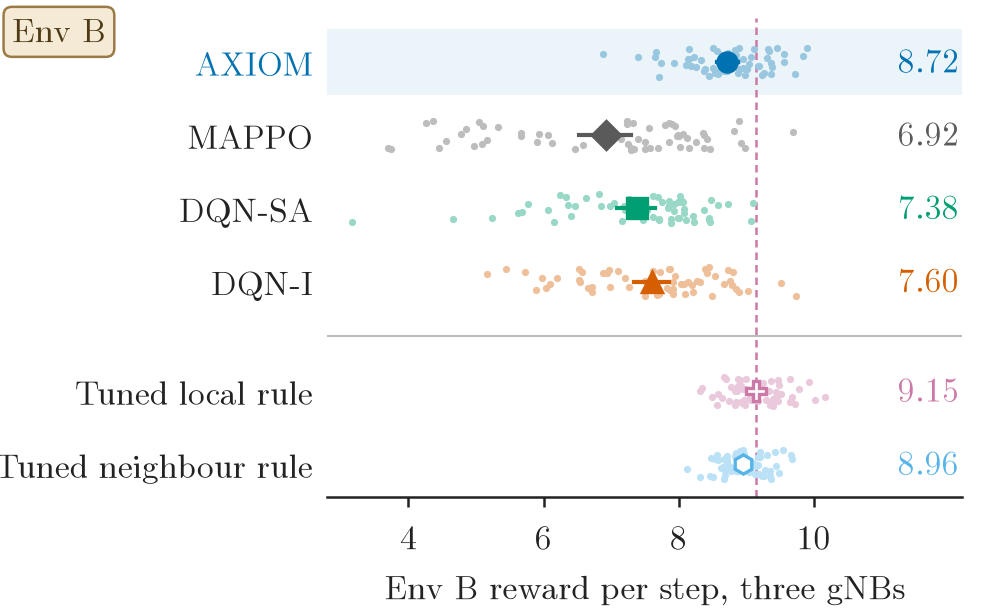 Env B
AXIOM 8.72
MAPPO 6.92
DQN-SA 7.38
DQN-I 7.60
Tuned local rule 9.15
Tuned neighbour rule 8.96
4 6 8 10
Env B reward per step, three gNBs